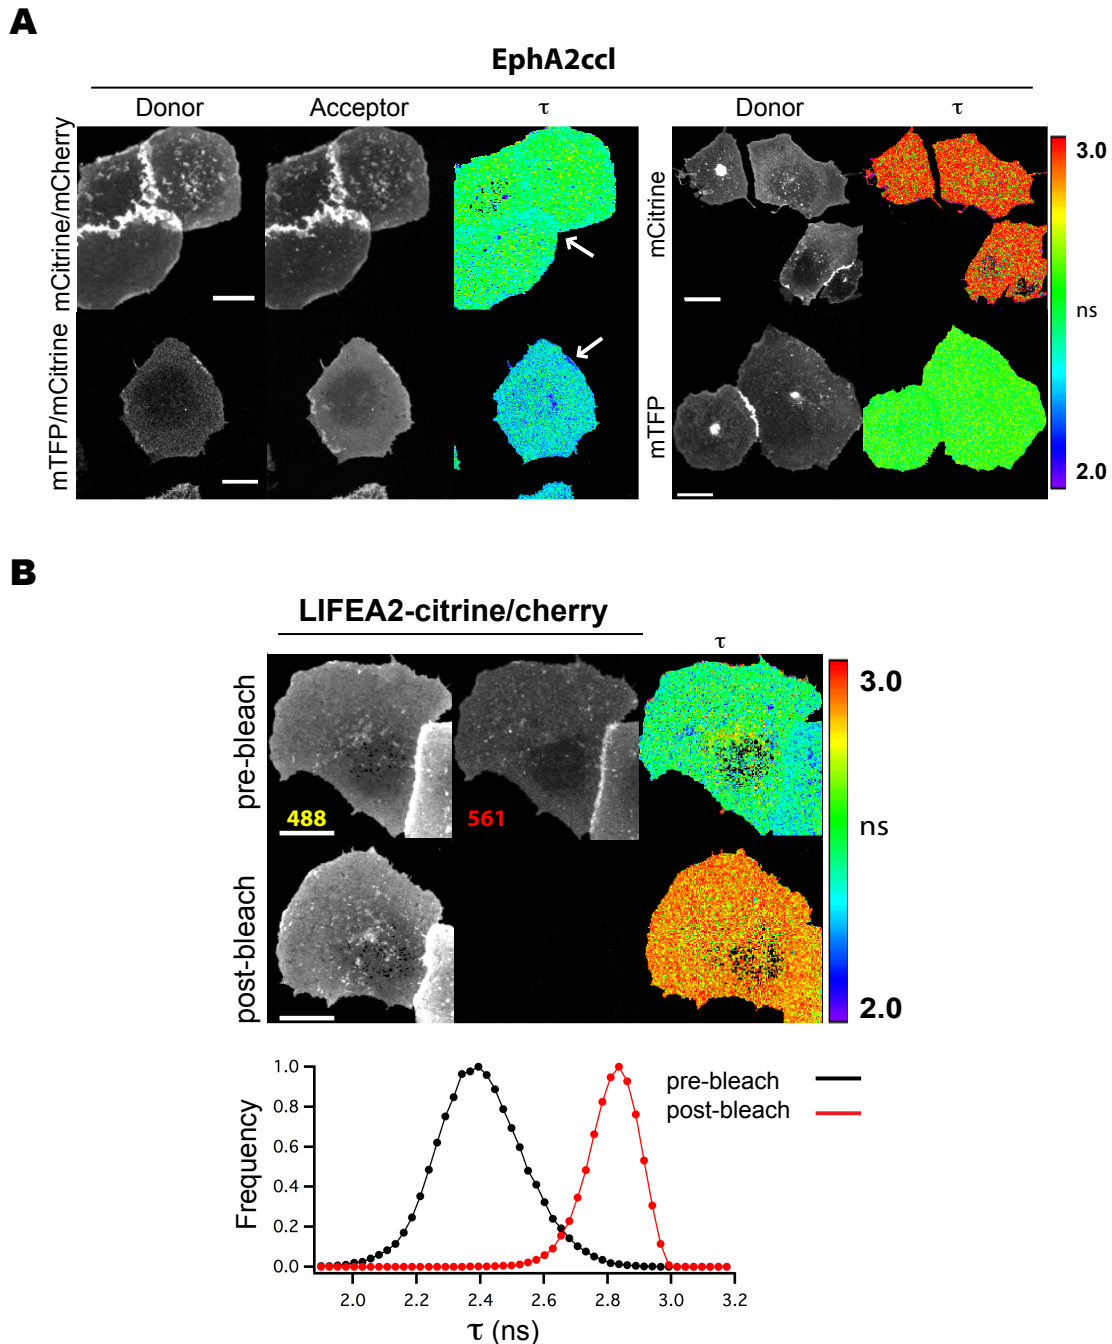 A
EphA2ccl
Donor Acceptor τ Donor τ
mCitrine/mCherry
mTFP/mCitrine
mCitrine
mTFP
3.0
ns
2.0
B
LIFEA2-citrine/cherry
τ
pre-bleach
488
561
post-bleach
3.0
ns
2.0
Frequency
1.0
0.8
0.6
0.4
0.2
0.0
pre-bleach
post-bleach
2.0 2.2 2.4 2.6 2.8 3.0 3.2
τ (ns)